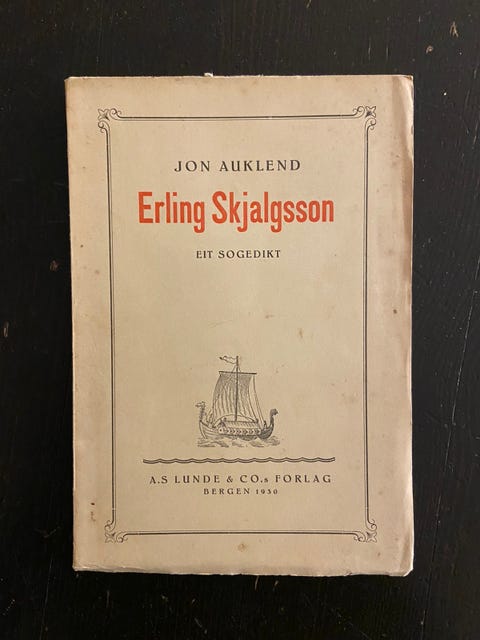 JON AUKLEND
Erling Skjalgsson
EIT SOGEDIKT
A.S LUNDE & CO.s FORLAG
BERGEN 1930